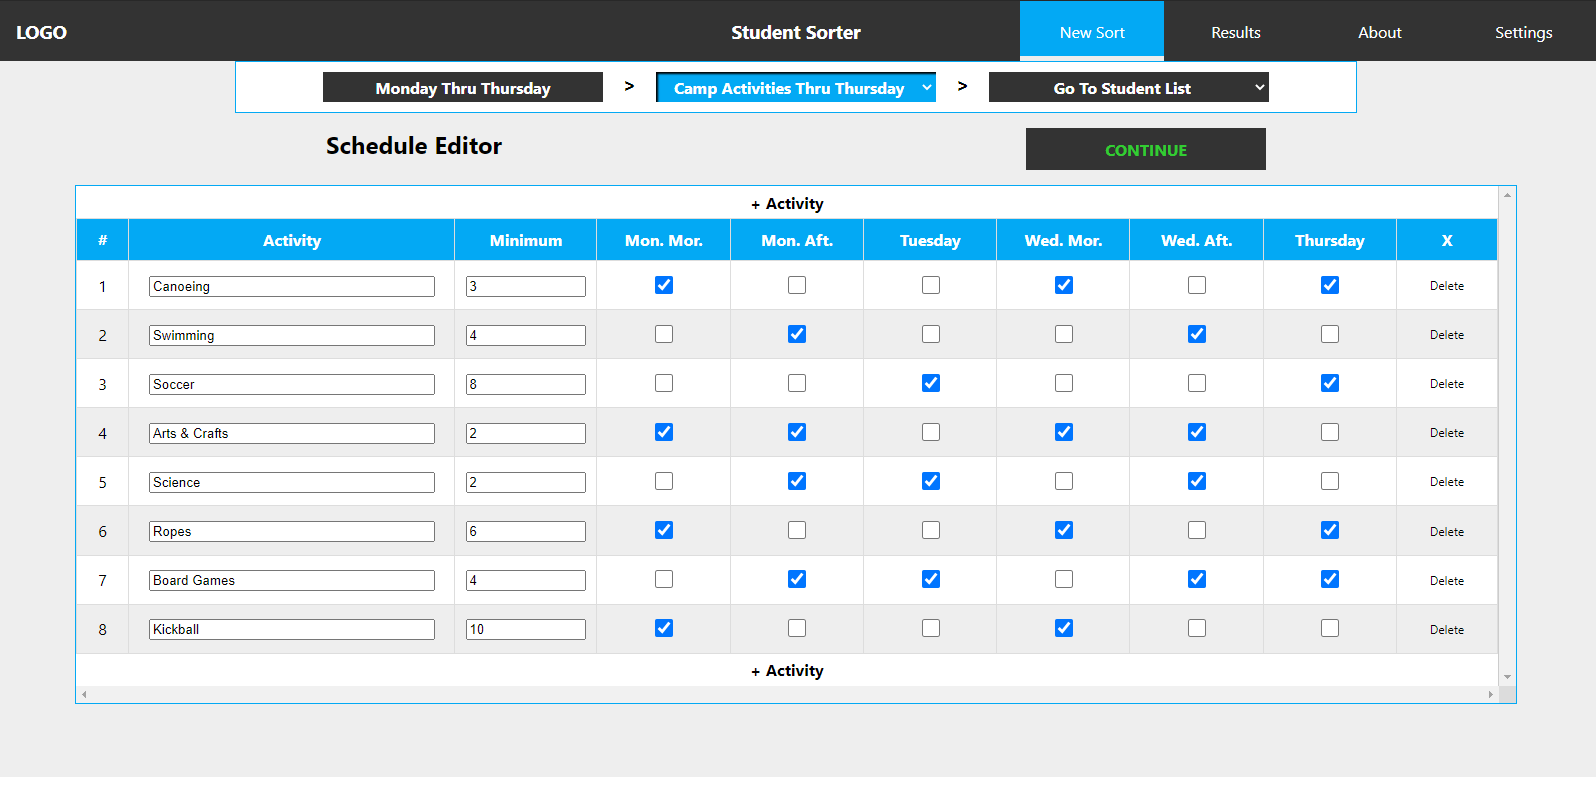 LOGO Student Sorter New Sort Results About Settings
Monday Thru Thursday > Camp Activities Thru Thursday > Go To Student List
Schedule Editor CONTINUE
+ Activity
# Activity Minimum Mon. Mor. Mon. Aft. Tuesday Wed. Mor. Wed. Aft. Thursday X
1 Canoeing 3 Delete
2 Swimming 4 Delete
3 Soccer 8 Delete
4 Arts & Crafts 2 Delete
5 Science 2 Delete
6 Ropes 6 Delete
7 Board Games 4 Delete
8 Kickball 10 Delete
+ Activity